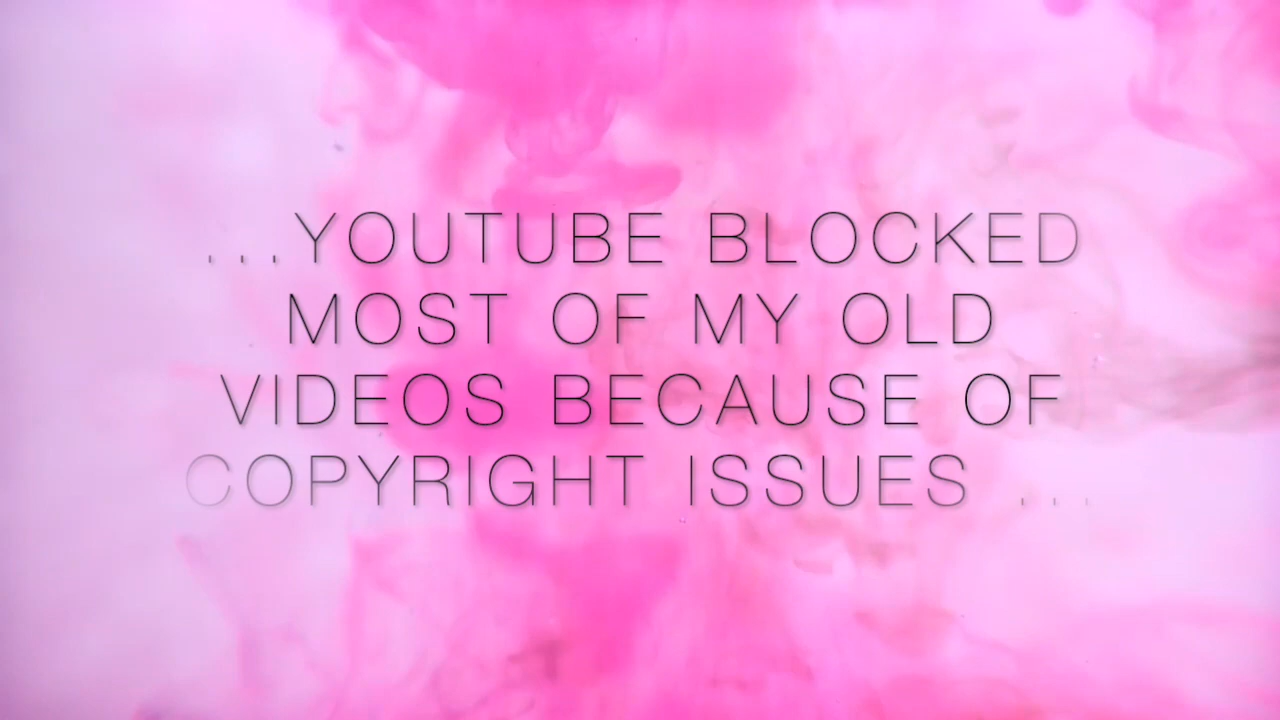 ...YOUTUBE BLOCKED
MOST OF MY OLD
VIDEOS BECAUSE OF
COPYRIGHT ISSUES ...